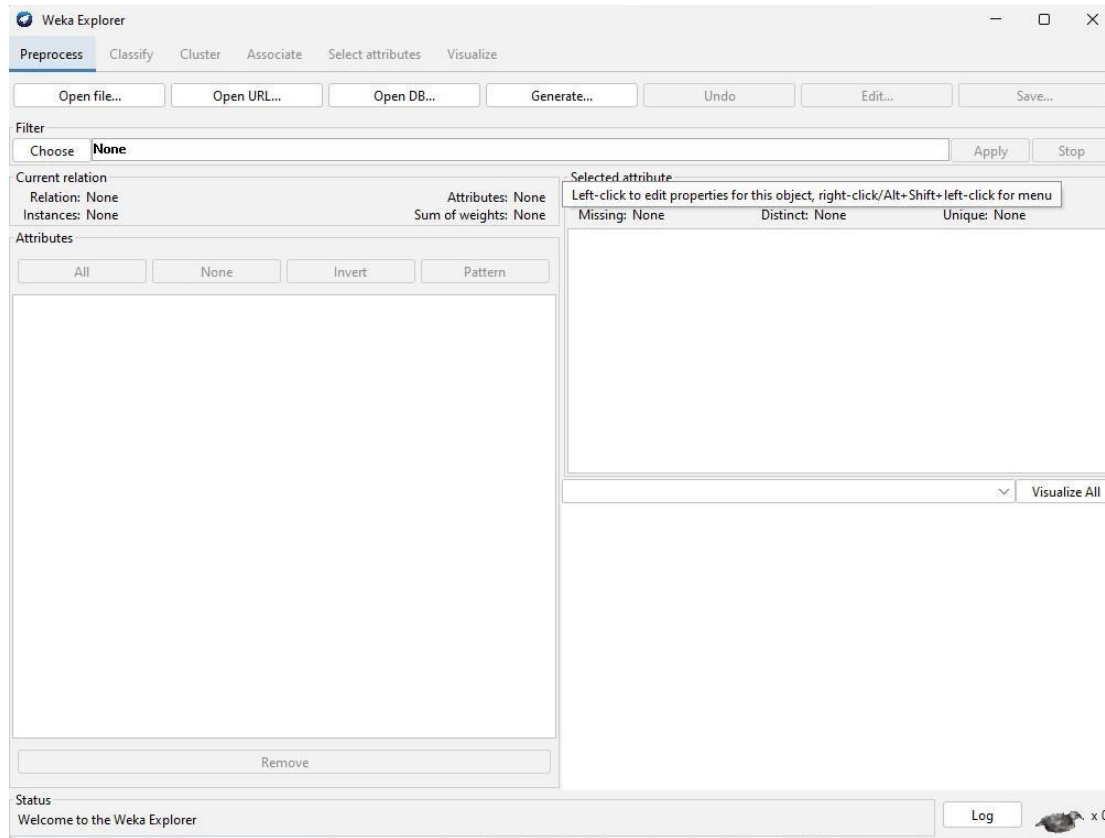 Weka Explorer
Preprocess Classify Cluster Associate Select attributes Visualize
Open file... Open URL... Open DB... Generate... Undo Edit... Save...
Filter
Choose None Apply Stop
Current relation
Relation: None Attributes: None
Instances: None Sum of weights: None
Selected attribute
Left-click to edit properties for this object, right-click/Alt+Shift+left-click for menu
Missing: None Distinct: None Unique: None
Attributes
All None Invert Pattern
Visualize All
Remove
Status
Welcome to the Weka Explorer
Log x 0